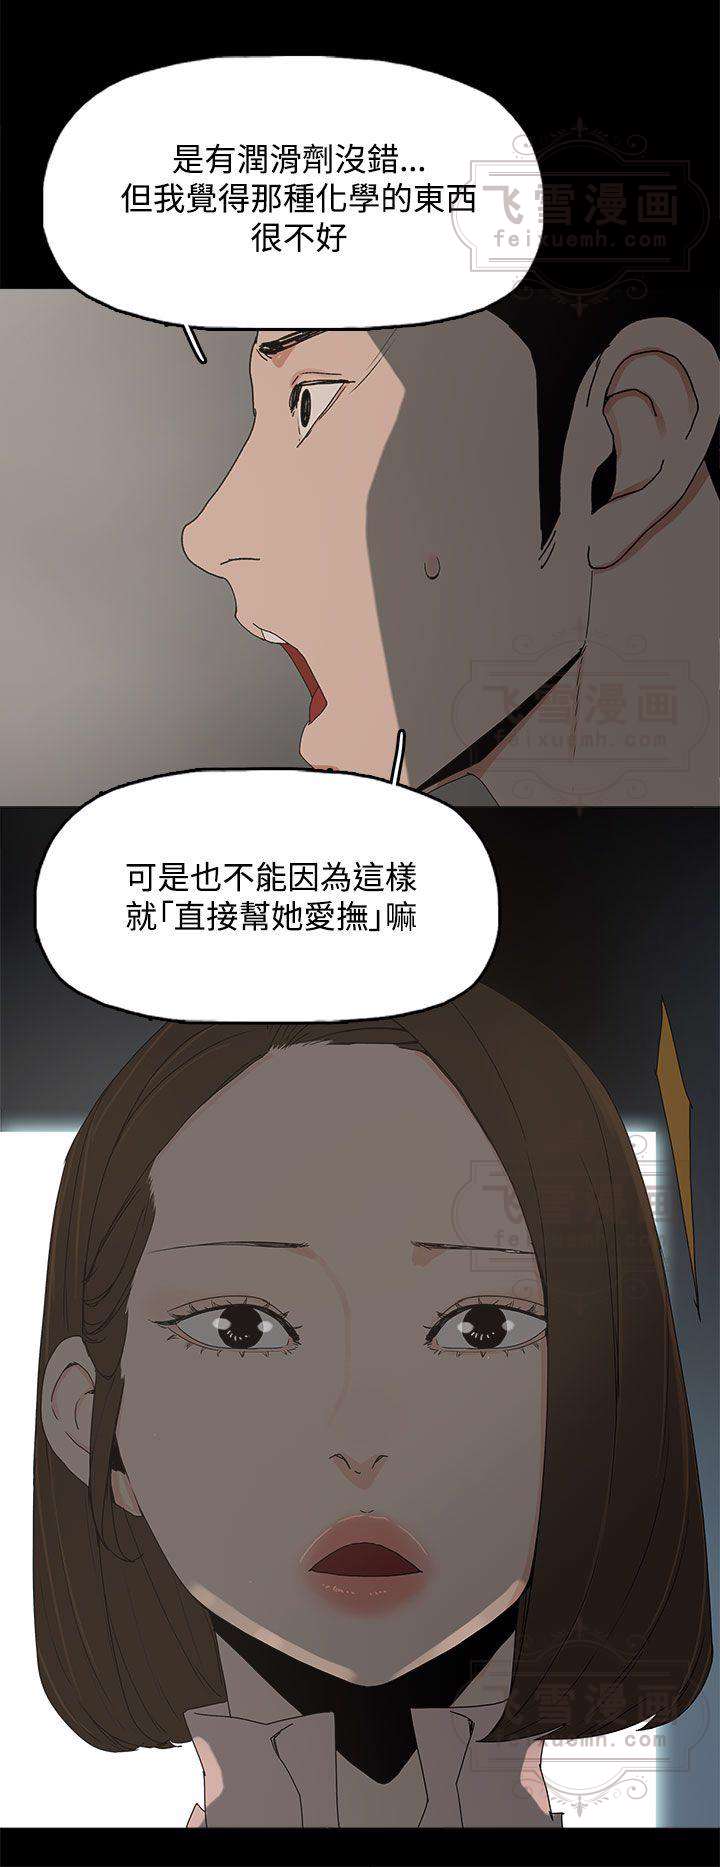 是有潤滑劑沒錯...
但我覺得那種化學的東西
很不好
飞雪漫画
feixuemh.com
飞雪漫画
feixuemh.com
可是也不能因為這樣
就「直接幫她愛撫」嘛
飞雪漫画
feixuemh.com
飞雪漫画
feixuemh.com